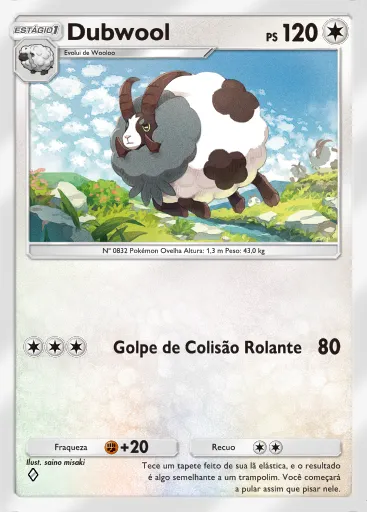 ESTÁGIO 1 Dubwool PS 120
Evolui de Wooloo
Nº 0832 Pokémon Ovelha Altura: 1,3 m Peso: 43,0 kg
Golpe de Colisão Rolante 80
Fraqueza +20 Recuo
Ilust. saino misaki
Tece um tapete feito de sua lã elástica, e o resultado
é algo semelhante a um trampolim. Você começará
a pular assim que pisar nele.